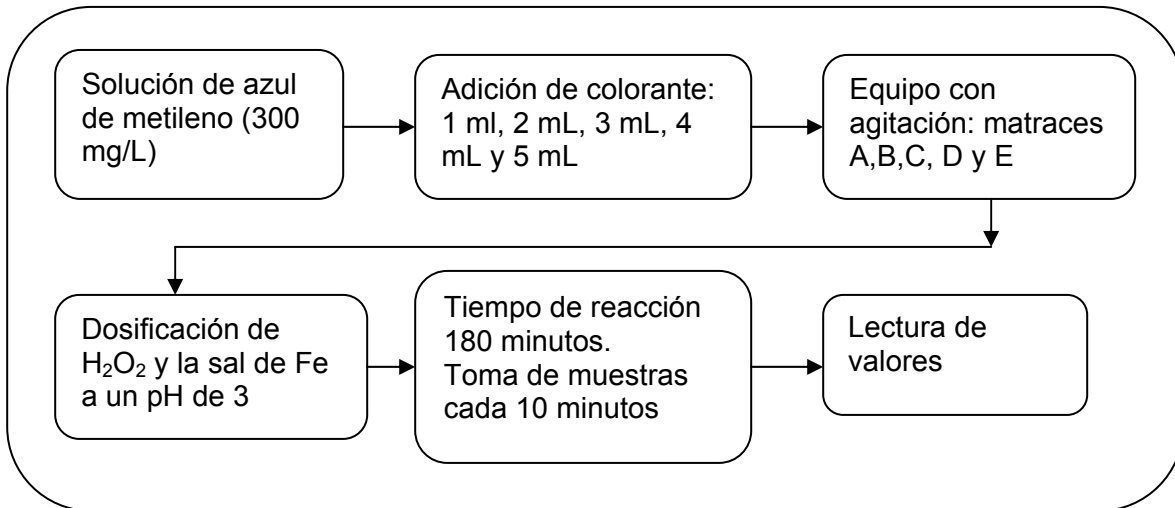 Solución de azul
de metileno (300
mg/L)
Adición de colorante:
1 ml, 2 mL, 3 mL, 4
mL y 5 mL
Equipo con
agitación: matraces
A,B,C, D y E
Dosificación de
H₂O₂ y la sal de Fe
a un pH de 3
Tiempo de reacción
180 minutos.
Toma de muestras
cada 10 minutos
Lectura de
valores